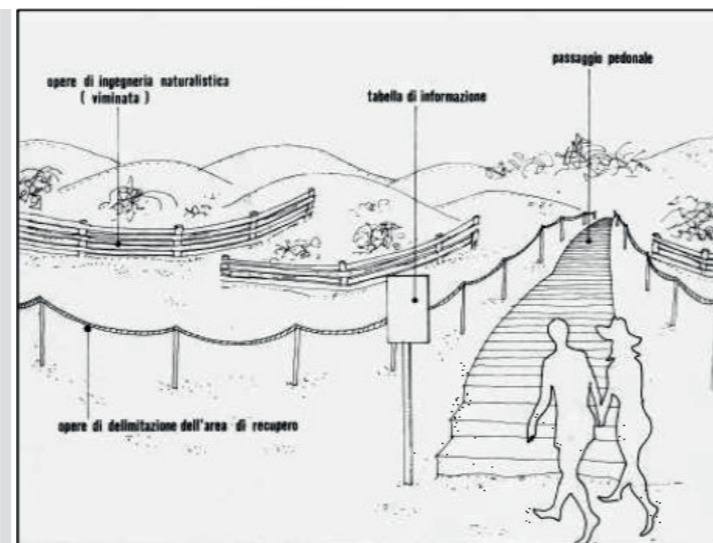 passaggio pedonale
opere di ingegneria naturalistica
( viminata )
tabella di informazione
opere di delimitazione dell'area di recupero